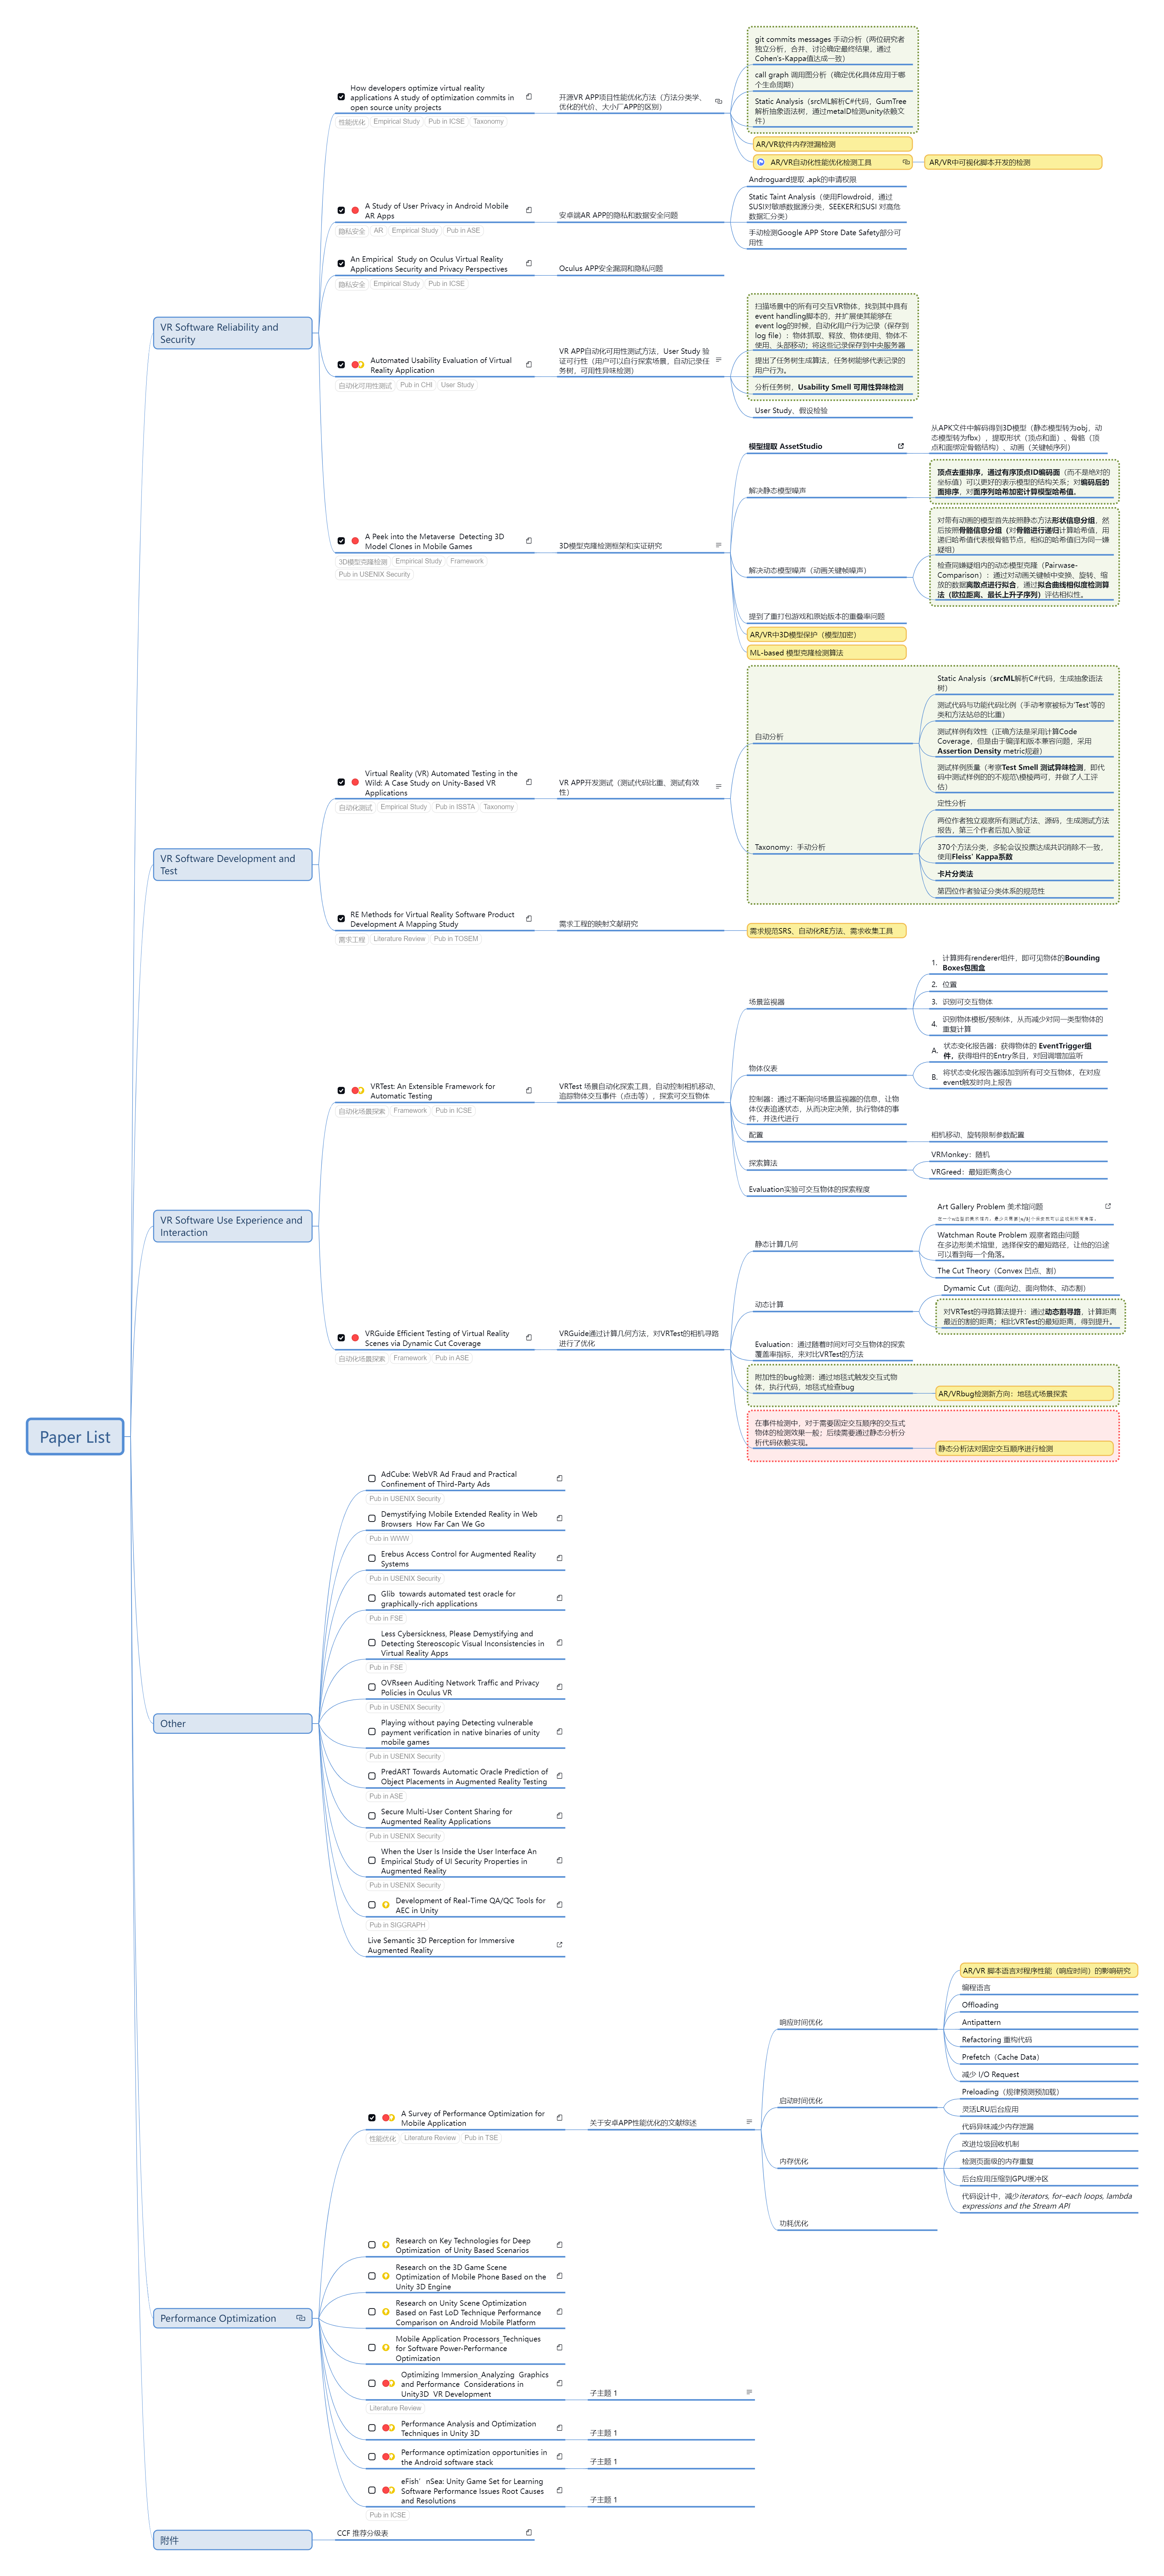 Paper List
VR Software Reliability and
Security
How developers optimize virtual reality
applications A study of optimization commits in
open source unity projects
性能优化
Empirical Study
Pub in ICSE
Taxonomy
开源VR APP项目性能优化方法（方法分类学、
优化的代价、大小厂APP的区别）
git commits messages 手动分析（两位研究者
独立分析，合并、讨论确定最终结果，通过
Cohen's-Kappa值达成一致）
call graph 调用图分析（确定优化具体应用于哪
个生命周期）
Static Analysis（srcML解析C#代码，GumTree
解析抽象语法树，通过metaID检测unity依赖文
件）
AR/VR软件内存泄漏检测
AR/VR自动化性能优化检测工具
AR/VR中可视化脚本开发的检测
A Study of User Privacy in Android Mobile
AR Apps
隐私安全
AR
Empirical Study
Pub in ASE
安卓端AR APP的隐私和数据安全问题
Androguard提取 .apk的申请权限
Static Taint Analysis（使用Flowdroid，通过
SUSI对敏感数据源分类，SEEKER和SUSI 对高危
数据汇分类）
手动检测Google APP Store Date Safety部分可
用性
An Empirical  Study on Oculus Virtual Reality
Applications Security and Privacy Perspectives
隐私安全
Empirical Study
Pub in ICSE
Oculus APP安全漏洞和隐私问题
Automated Usability Evaluation of Virtual
Reality Application
自动化可用性测试
Pub in CHI
User Study
VR APP自动化可用性测试方法，User Study 验
证可行性（用户可以自行探索场景，自动记录任
务树，可用性异味检测）
扫描场景中的所有可交互VR物体，找到其中具有
event handling脚本的，并扩展使其能够在
event log的时候，自动化用户行为记录（保存到
log file）：物体抓取、释放、物体使用、物体不
使用、头部移动；将这些记录保存到中央服务器
提出了任务树生成算法，任务树能够代表记录的
用户行为。
分析任务树，Usability Smell 可用性异味检测
User Study，假设检验
A Peek into the Metaverse  Detecting 3D
Model Clones in Mobile Games
3D模型克隆检测
Empirical Study
Framework
Pub in USENIX Security
3D模型克隆检测框架和实证研究
模型提取 AssetStudio
从APK文件中解码得到3D模型（静态模型转为obj，动
态模型转为fbx），提取形状（顶点和面）、骨骼（顶
点和面绑定骨骼结构）、动画（关键帧序列）
解决静态模型噪声
顶点去重排序，通过有序顶点ID编码面（而不是绝对的
坐标值）可以更好的表示模型的结构关系；对编码后的
面排序，对面序列哈希加密计算模型哈希值。
解决动态模型噪声（动画关键帧噪声）
对带有动画的模型首先按照静态方法形状信息分组，然
后按照骨骼信息分组（对骨骼进行递归计算哈希值，用
递归哈希值代表根骨骼节点，相似的哈希值归为同一嫌
疑组）
检查同嫌疑组内的动态模型克隆（Pairwase-
Comparison）：通过对动画关键帧中变换、旋转、缩
放的数据离散点进行拟合，通过拟合曲线相似度检测算
法（欧拉距离、最长上升子序列）评估相似性。
提到了重打包游戏和原始版本的重叠率问题
AR/VR中3D模型保护（模型加密）
ML-based 模型克隆检测算法
VR Software Development and
Test
Virtual Reality (VR) Automated Testing in the
Wild: A Case Study on Unity-Based VR
Applications
自动化测试
Empirical Study
Pub in ISSTA
Taxonomy
VR APP开发测试（测试代码比重、测试有效
性）
自动分析
Static Analysis（srcML解析C#代码，生成抽象语法
树）
测试代码与功能代码比例（手动考察被标为'Test'等的
类和方法站总的比重）
测试样例有效性（正确方法是采用计算Code
Coverage，但是由于编译和版本兼容问题，采用
Assertion Density metric规避）
测试样例质量（考察Test Smell 测试异味检测，即代
码中测试样例的的不规范\模棱两可，并做了人工评
估）
Taxonomy：手动分析
定性分析
两位作者独立观察所有测试方法、源码，生成测试方法
报告，第三个作者后加入验证
370个方法分类，多轮会议投票达成共识消除不一致，
使用Fleiss' Kappa系数
卡片分类法
第四位作者验证分类体系的规范性
RE Methods for Virtual Reality Software Product
Development A Mapping Study
需求工程
Literature Review
Pub in TOSEM
需求工程的映射文献研究
需求规范SRS、自动化RE方法、需求收集工具
VR Software Use Experience and
Interaction
VRTest: An Extensible Framework for
Automatic Testing
自动化场景探索
Framework
Pub in ICSE
VRTest 场景自动化探索工具，自动控制相机移动、
追踪物体交互事件（点击等），探索可交互物体
场景监视器
1. 计算拥有renderer组件，即可见物体的Bounding
Boxes包围盒
2. 位置
3. 识别可交互物体
4. 识别物体模板/预制体，从而减少对同一类型物体的
重复计算
物体仪表
A. 状态变化报告器：获得物体的 EventTrigger组
件，获得组件的Entry条目，对回调增加监听
B. 将状态变化报告器添加到所有可交互物体，在对应
event触发时向上报告
控制器：通过不断询问场景监视器的信息，让物
体仪表追逐状态，从而决定决策，执行物体的事
件，并迭代进行
配置
相机移动，旋转限制参数配置
探索算法
VRMonkey：随机
VRGreed：最短距离贪心
Evaluation实验可交互物体的探索程度
VRGuide Efficient Testing of Virtual Reality
Scenes via Dynamic Cut Coverage
自动化场景探索
Framework
Pub in ASE
VRGuide通过计算几何方法，对VRTest的相机寻路
进行了优化
静态计算几何
Art Gallery Problem 美术馆问题
Watchman Route Problem 观察者路由问题
在多边形美术馆里，选择保安的最短路径，让他的沿途
可以看到每一个角落。
The Cut Theory（Convex 凹点、割）
动态计算
Dymamic Cut（面向边、面向物体、动态割）
对VRTest的寻路算法提升：通过动态割寻路，计算距离
最近的割的距离；相比VRTest的最短距离，得到提升。
Evaluation：通过随着时间对可交互物体的探索
覆盖率指标，来对比VRTest的方法
附加性的bug检测：通过地毯式触发交互式物
体、执行代码，地毯式检查bug
AR/VRbug检测新方向：地毯式场景探索
在事件检测中，对于需要固定交互顺序的交互式
物体的检测效果一般；后续需要通过静态分析分
析代码依赖实现。
静态分析法对固定交互顺序进行检测
Other
AdCube: WebVR Ad Fraud and Practical
Confinement of Third-Party Ads
Pub in USENIX Security
Demystifying Mobile Extended Reality in Web
Browsers  How Far Can We Go
Pub in WWW
Erebus Access Control for Augmented Reality
Systems
Pub in USENIX Security
Glib  towards automated test oracle for
graphically-rich applications
Pub in FSE
Less Cybersickness, Please Demystifying and
Detecting Stereoscopic Visual Inconsistencies in
Virtual Reality Apps
Pub in FSE
OVRseen Auditing Network Traffic and Privacy
Policies in Oculus VR
Pub in USENIX Security
Playing without paying Detecting vulnerable
payment verification in native binaries of unity
mobile games
Pub in USENIX Security
PredART Towards Automatic Oracle Prediction of
Object Placements in Augmented Reality Testing
Pub in ASE
Secure Multi-User Content Sharing for
Augmented Reality Applications
Pub in USENIX Security
When the User Is Inside the User Interface An
Empirical Study of UI Security Properties in
Augmented Reality
Pub in USENIX Security
Development of Real-Time QA/QC Tools for
AEC in Unity
Pub in SIGGRAPH
Live Semantic 3D Perception for Immersive
Augmented Reality
Performance Optimization
A Survey of Performance Optimization for
Mobile Application
性能优化
Literature Review
Pub in TSE
关于安卓APP性能优化的文献综述
响应时间优化
AR/VR 脚本语言对程序性能（响应时间）的影响研究
编程语言
Offloading
Antipattern
Refactoring 重构代码
Prefetch（Cache Data）
减少 I/O Request
启动时间优化
Preloading（规律预测预加载）
灵活LRU后台应用
内存优化
代码异味减少内存泄漏
改进垃圾回收机制
检测页面级的内存重复
后台应用压缩到GPU缓冲区
代码设计中，减少iterators, for-each loops, lambda
expressions and the Stream API
功耗优化
Research on Key Technologies for Deep
Optimization  of Unity Based Scenarios
Research on the 3D Game Scene
Optimization of Mobile Phone Based on the
Unity 3D Engine
Research on Unity Scene Optimization
Based on Fast LoD Technique Performance
Comparison on Android Mobile Platform
Mobile Application Processors_Techniques
for Software Power-Performance
Optimization
Optimizing Immersion_Analyzing  Graphics
and Performance  Considerations in
Unity3D  VR Development
Literature Review
子主题 1
Performance Analysis and Optimization
Techniques in Unity 3D
子主题 1
Performance optimization opportunities in
the Android software stack
子主题 1
eFish'nSea: Unity Game Set for Learning
Software Performance Issues Root Causes
and Resolutions
Pub in ICSE
子主题 1
附件
CCF 推荐分级表